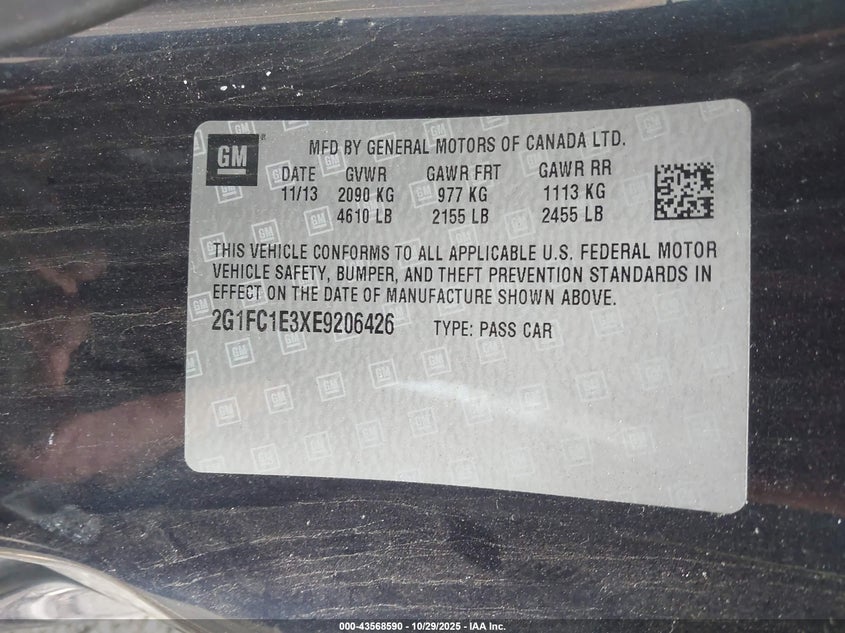 GM
MFD BY GENERAL MOTORS OF CANADA LTD.
DATE GVWR GAWR FRT GAWR RR
11/13 2090 KG 977 KG 1113 KG
4610 LB 2155 LB 2455 LB
THIS VEHICLE CONFORMS TO ALL APPLICABLE U.S. FEDERAL MOTOR
VEHICLE SAFETY, BUMPER, AND THEFT PREVENTION STANDARDS IN
EFFECT ON THE DATE OF MANUFACTURE SHOWN ABOVE.
2G1FC1E3XE9206426 TYPE: PASS CAR
000-43568590 - 10/29/2025 - IAA Inc.